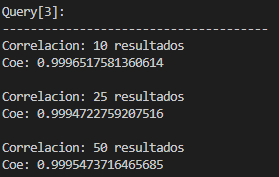 Query[3]:
--------------------------------------
Correlacion: 10 resultados
Coe: 0.9996517581360614
Correlacion: 25 resultados
Coe: 0.9994722759207516
Correlacion: 50 resultados
Coe: 0.9995473716465685